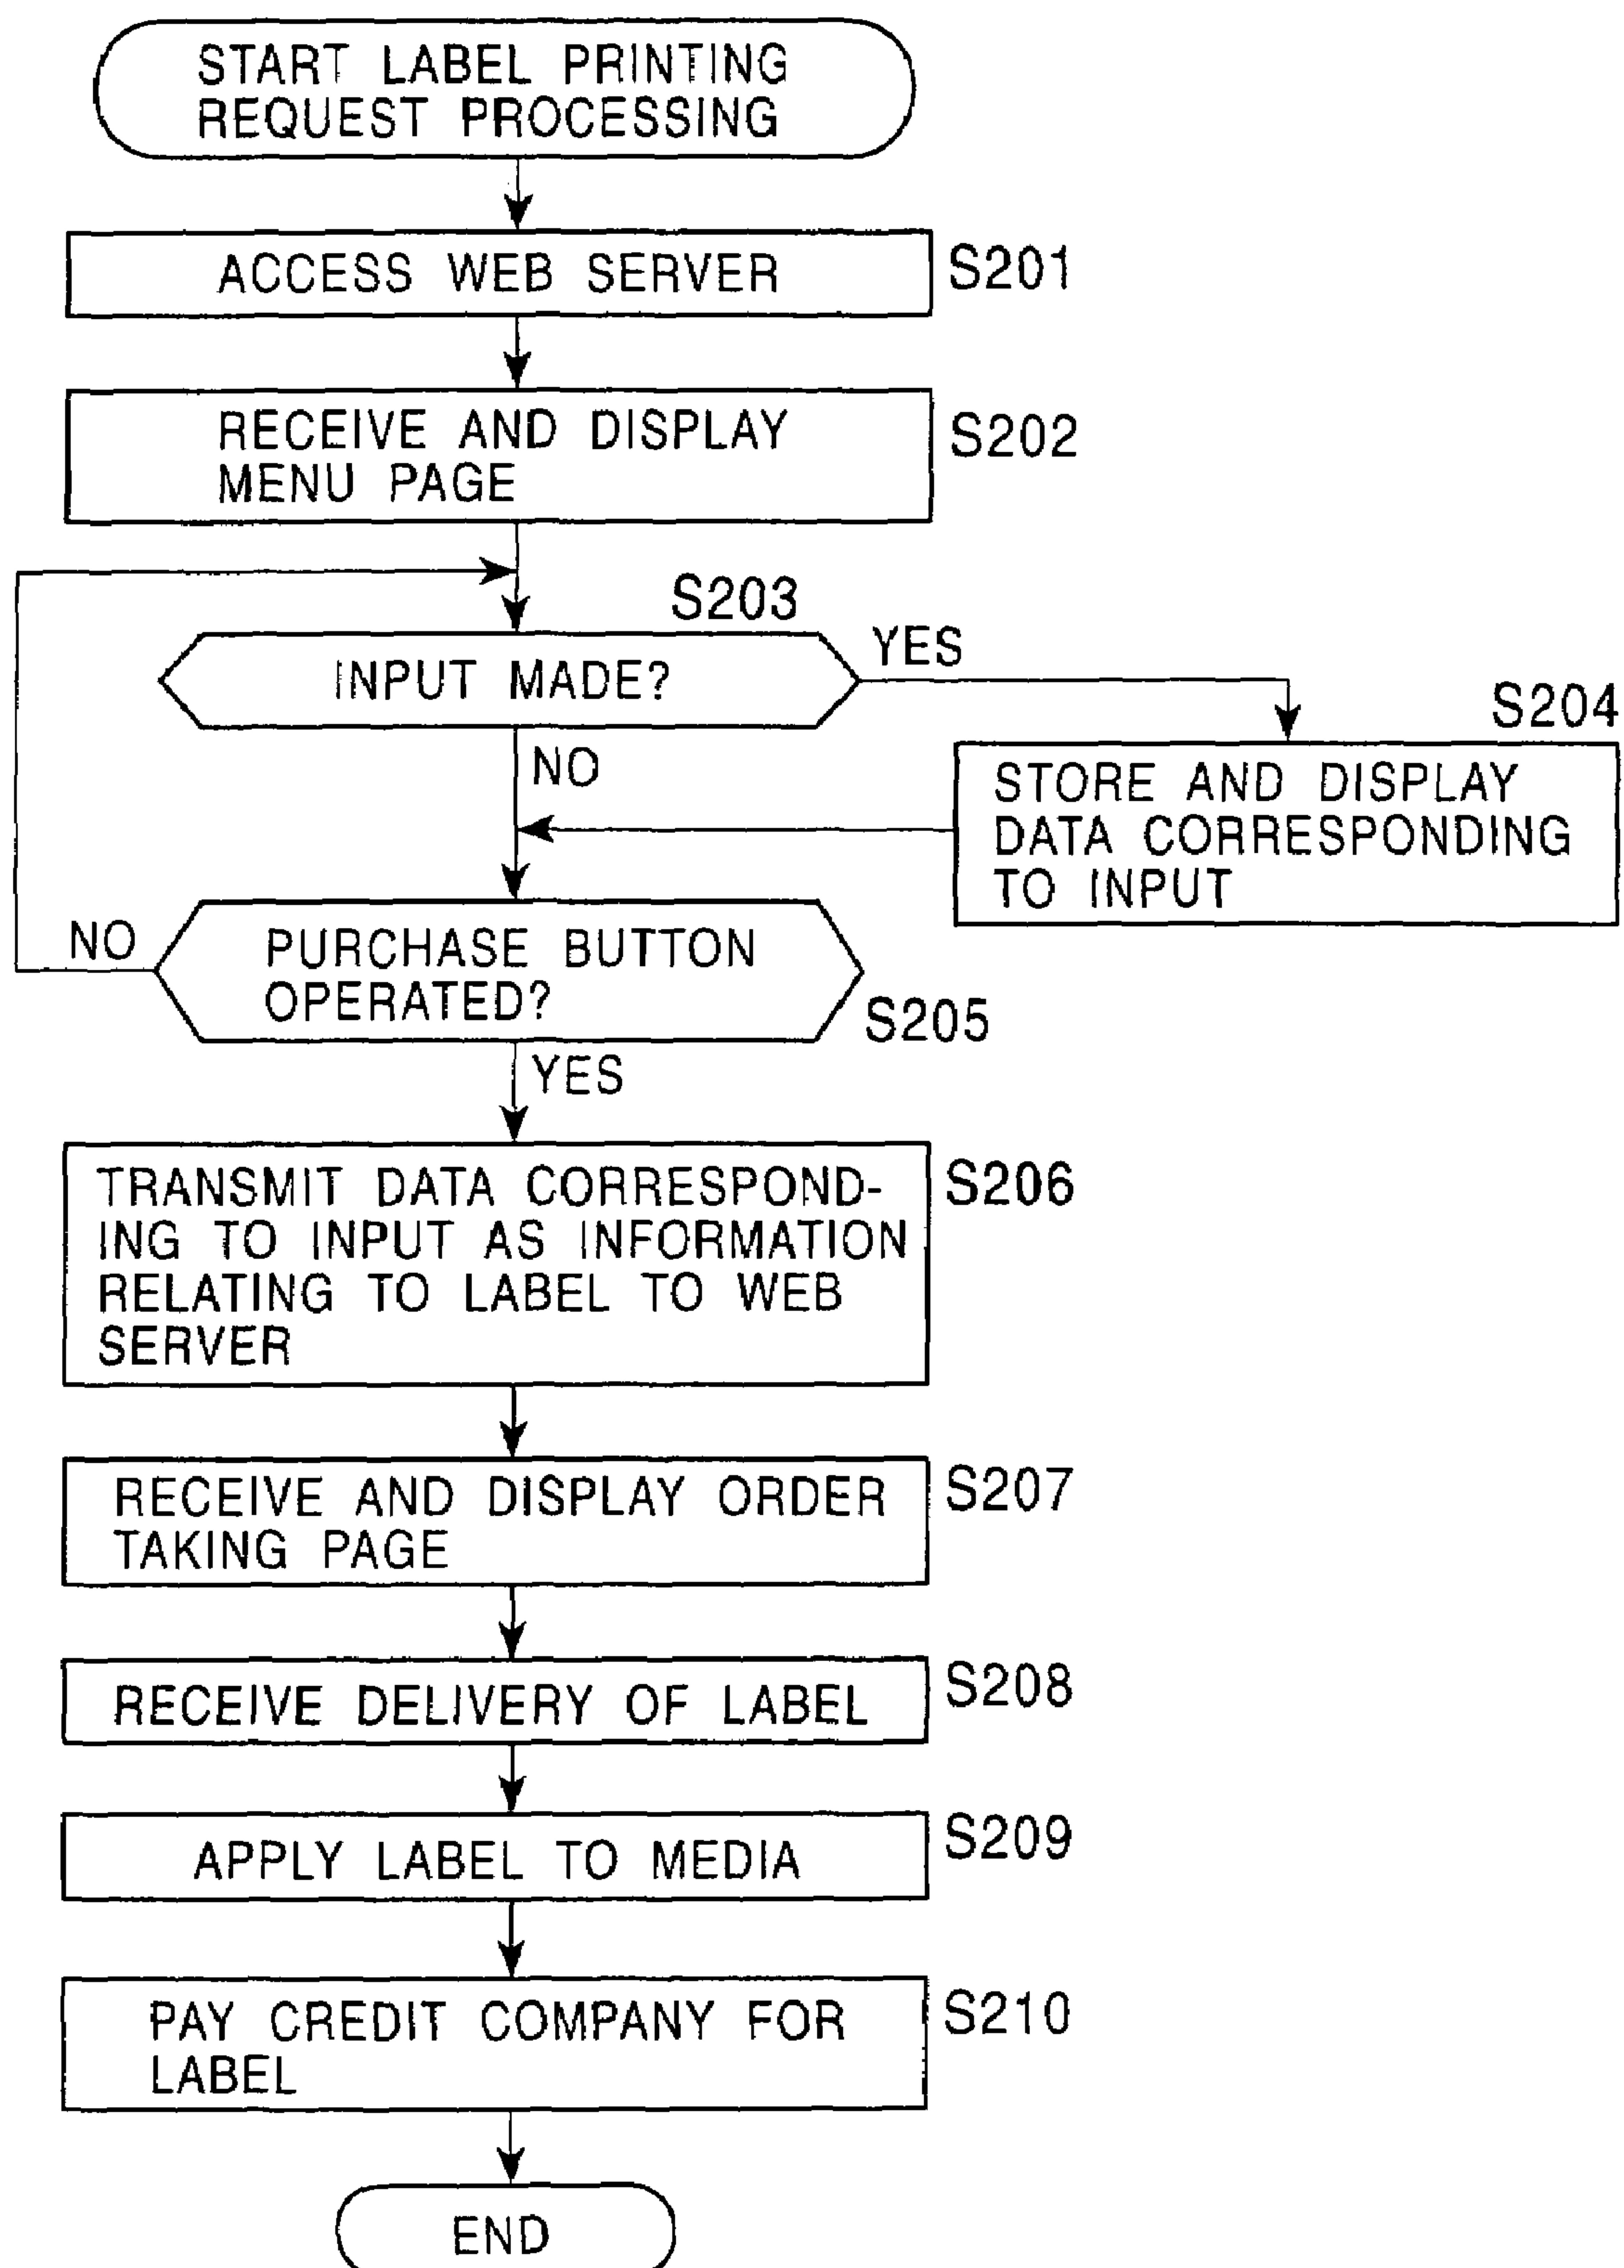 START LABEL PRINTING
REQUEST PROCESSING
ACCESS WEB SERVER
S201
RECEIVE AND DISPLAY
MENU PAGE
S202
S203
INPUT MADE?
YES
NO
S204
STORE AND DISPLAY
DATA CORRESPONDING
TO INPUT
NO
PURCHASE BUTTON
OPERATED?
S205
YES
TRANSMIT DATA CORRESPOND-
ING TO INPUT AS INFORMATION
RELATING TO LABEL TO WEB
SERVER
S206
RECEIVE AND DISPLAY ORDER
TAKING PAGE
S207
RECEIVE DELIVERY OF LABEL
S208
APPLY LABEL TO MEDIA
S209
PAY CREDIT COMPANY FOR
LABEL
S210
END